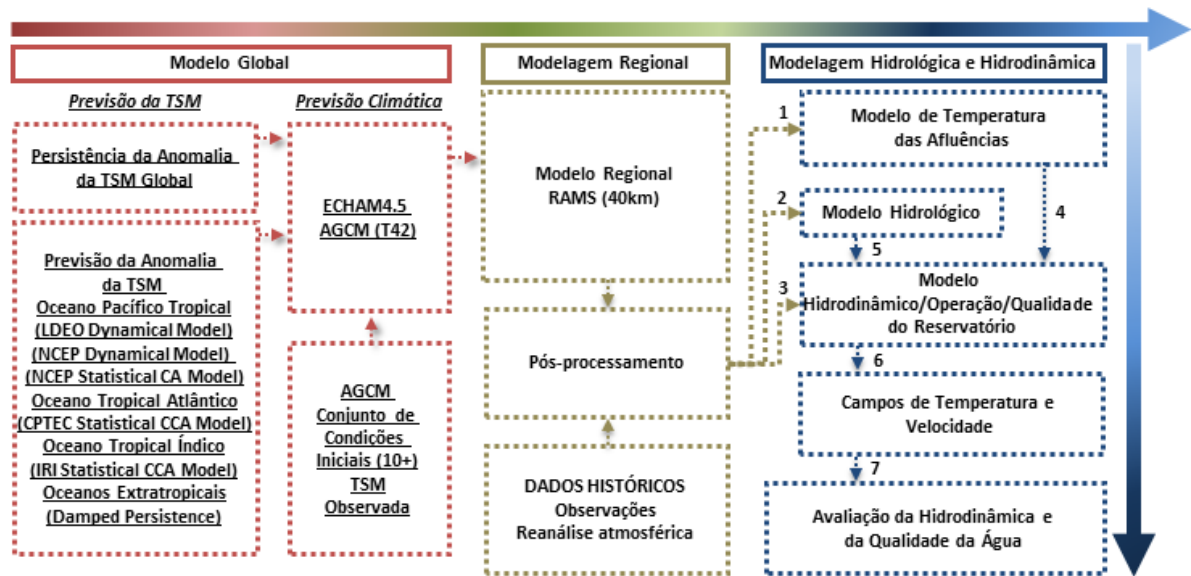 Modelo Global
Previsão da TSM
Previsão Climática
Persistência da Anomalia
da TSM Global
Previsão da Anomalia
da TSM
Oceano Pacífico Tropical
(LDEO Dynamical Model)
(NCEP Dynamical Model)
(NCEP Statistical CA Model)
Oceano Tropical Atlântico
(CPTEC Statistical CCA Model)
Oceano Tropical Índico
(IRI Statistical CCA Model)
Oceanos Extratropicais
(Damped Persistence)
ECHAM4.5
AGCM (T42)
AGCM
Conjunto de
Condições
Iniciais (10+)
TSM
Observada
Modelagem Regional
Modelo Regional
RAMS (40km)
Pós-processamento
DADOS HISTÓRICOS
Observações
Reanálise atmosférica
Modelagem Hidrológica e Hidrodinâmica
1
Modelo de Temperatura
das Afluências
2
Modelo Hidrológico
4
5
3
Modelo
Hidrodinâmico/Operação/Qualidade
do Reservatório
6
Campos de Temperatura e
Velocidade
7
Avaliação da Hidrodinâmica e
da Qualidade da Água